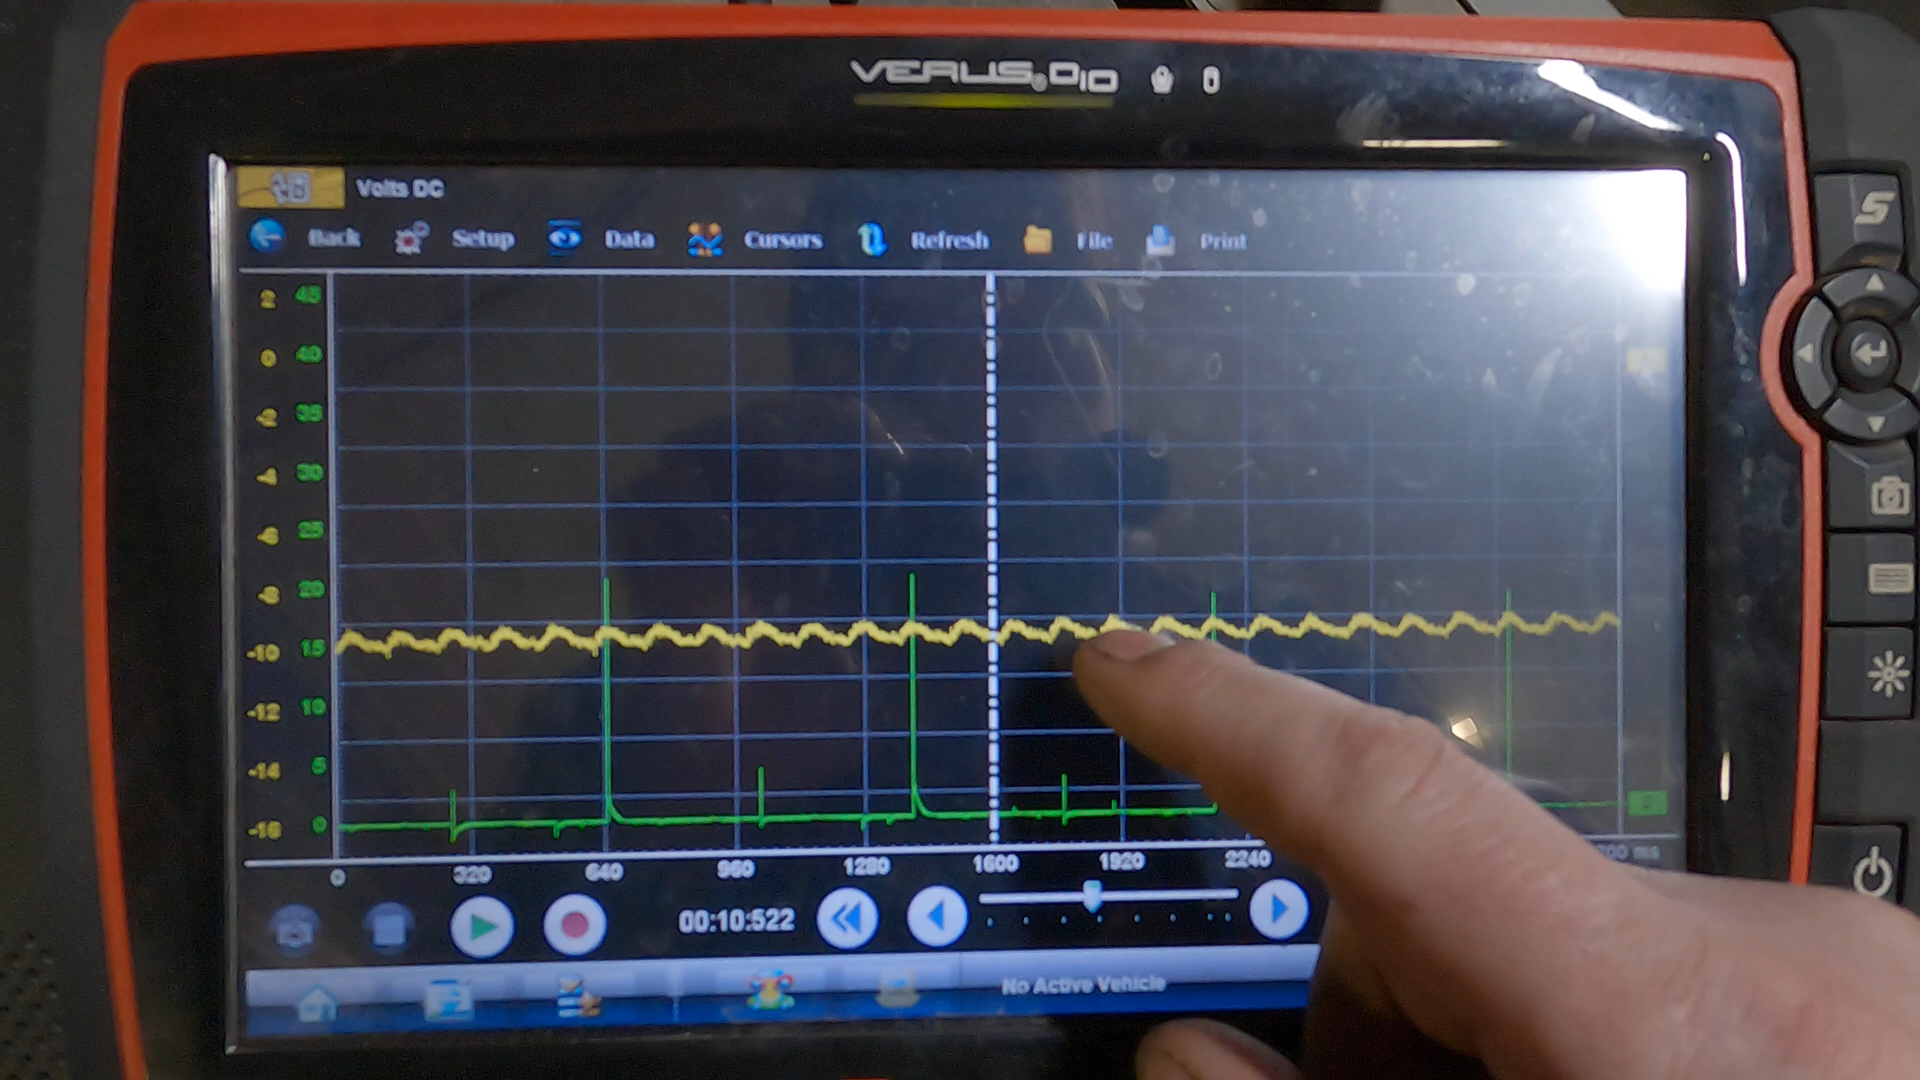 VERUS® D10
Volts DC
Back Setup Data Cursors Refresh File Print
2 45
0 40
-2 35
-4 30
-6 25
-8 20
-10 15
-12 10
-14 5
-16 0
0 320 640 960 1280 1600 1920 2240 ms
00:10:522
No Active Vehicle
S